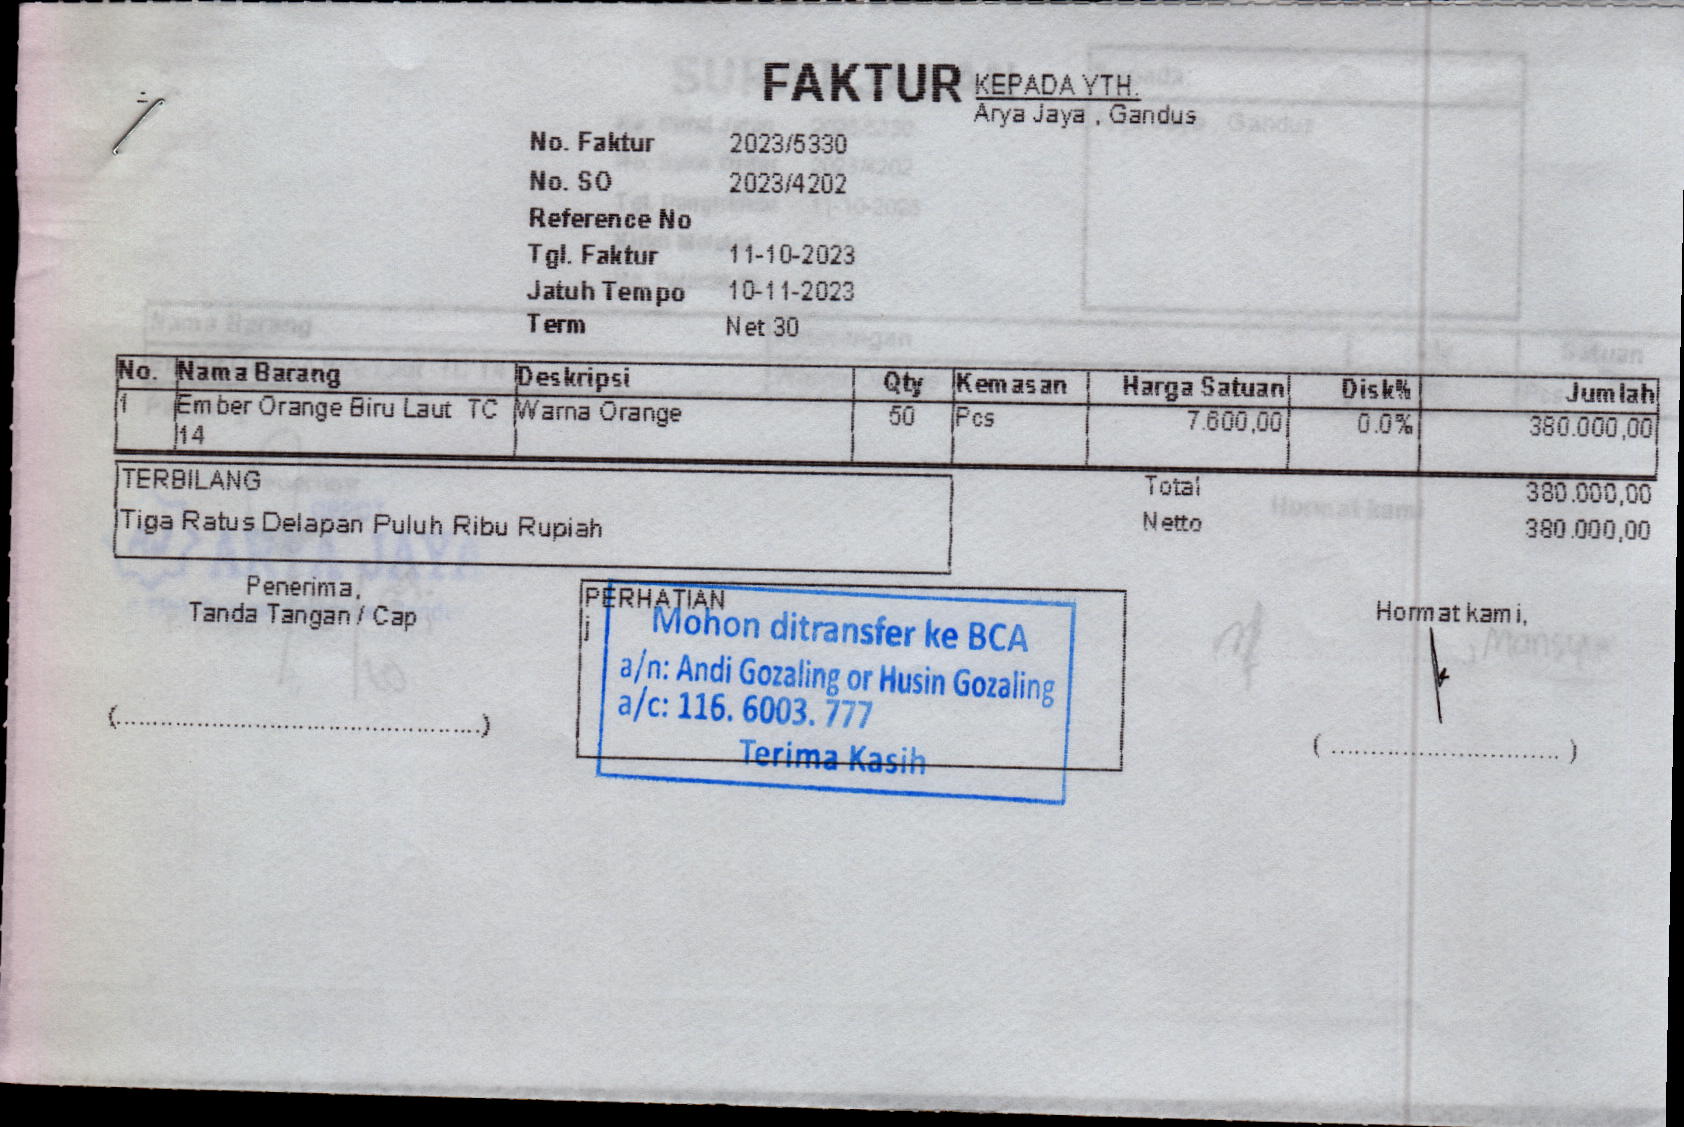 FAKTUR
KEPADA YTH.
Arya Jaya , Gandus
No. Faktur 2023/5330
No. SO 2023/4202
Reference No
Tgl. Faktur 11-10-2023
Jatuh Tempo 10-11-2023
Term Net 30
No. Nama Barang Deskripsi Qty Kemasan Harga Satuan Disk% Jumlah
1 Ember Orange Biru Laut TC Warna Orange 50 Pcs 7.600,00 0.0% 380.000,00
14
TERBILANG Total 380.000,00
Tiga Ratus Delapan Puluh Ribu Rupiah Netto 380.000,00
Penerima,
Tanda Tangan / Cap
(................................................)
PERHATIAN
j
Mohon ditransfer ke BCA
a/n: Andi Gozaling or Husin Gozaling
a/c: 116. 6003. 777
Terima Kasih
Hormat kami,
( .............................. )